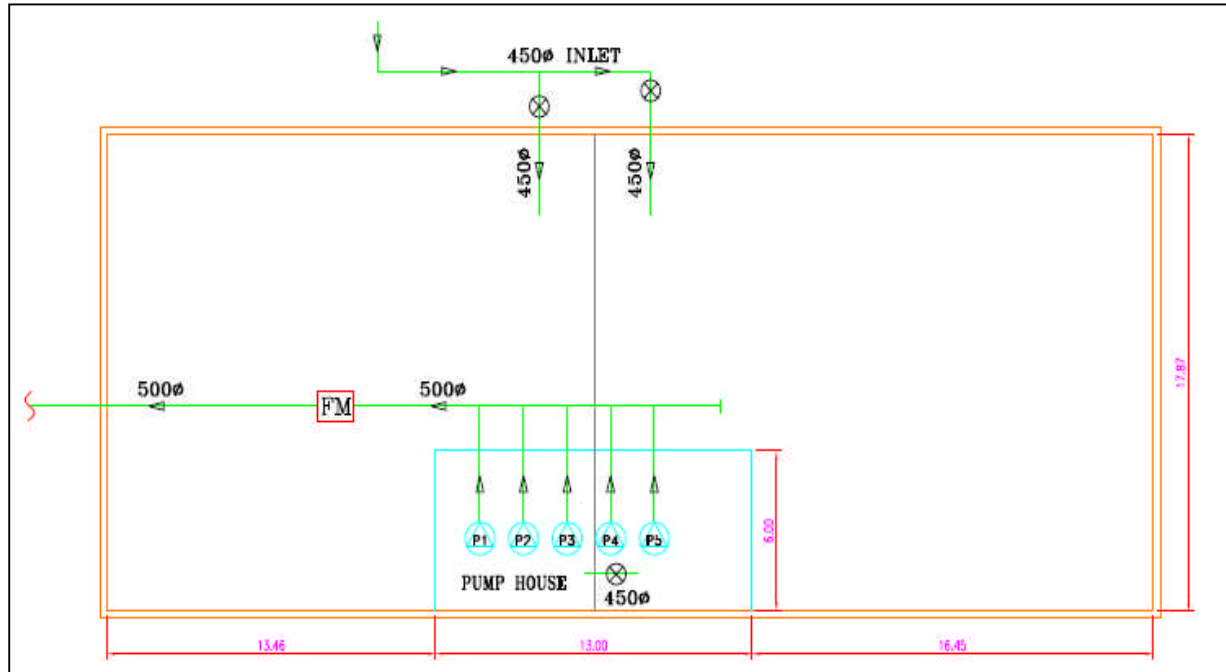 450ø INLET
450ø
450ø
500ø
500ø
FM
17.87
6.00
P1
P2
P3
P4
P5
PUMP HOUSE
450ø
13.46
13.00
16.45